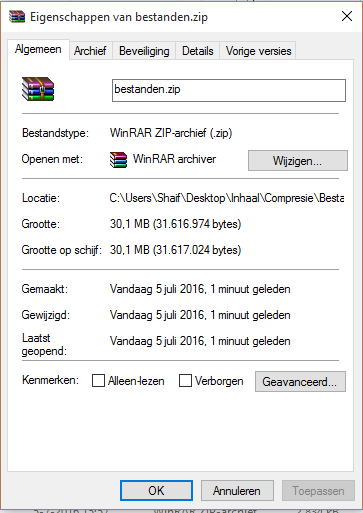 Eigenschappen van bestanden.zip
Algemeen Archief Beveiliging Details Vorige versies
bestanden.zip
Bestandstype: WinRAR ZIP-archief (.zip)
Openen met: WinRAR archiver Wijzigen...
Locatie: C:\Users\Shaif\Desktop\Inhaal\Compresie\Besta
Grootte: 30,1 MB (31.616.974 bytes)
Grootte op schijf: 30,1 MB (31.617.024 bytes)
Gemaakt: Vandaag 5 juli 2016, 1 minuut geleden
Gewijzigd: Vandaag 5 juli 2016, 1 minuut geleden
Laatst geopend: Vandaag 5 juli 2016, 1 minuut geleden
Kenmerken: Alleen-lezen Verborgen Geavanceerd...
OK Annuleren Toepassen